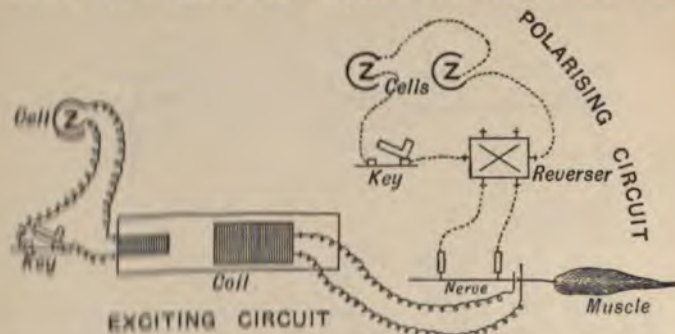 POLARISING CIRCUIT
Z
Z
Cells
Z
Cell
Key
Reverser
Key
Coil
Nerve
Muscle
EXCITING CIRCUIT